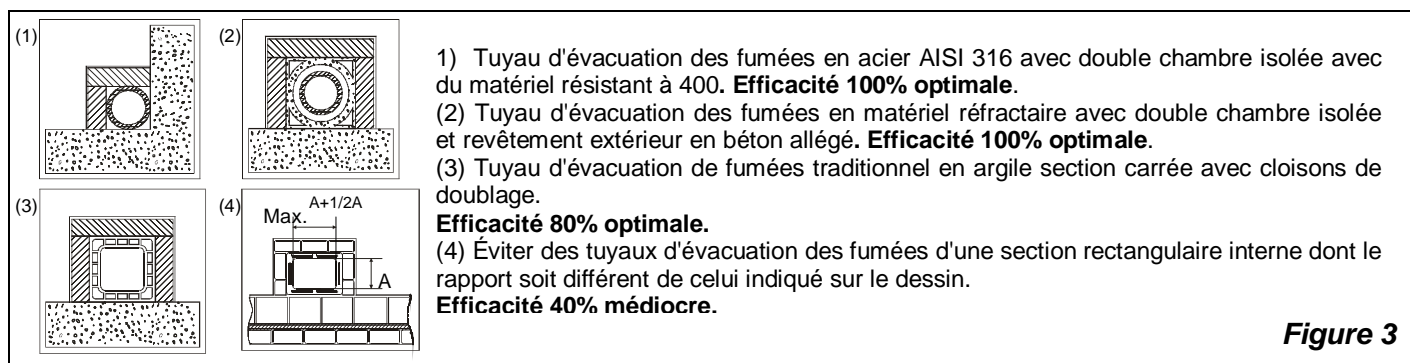 (1)
(2)
1) Tuyau d'évacuation des fumées en acier AISI 316 avec double chambre isolée avec
du matériel résistant à 400. Efficacité 100% optimale.
(2) Tuyau d'évacuation des fumées en matériel réfractaire avec double chambre isolée
et revêtement extérieur en béton allégé. Efficacité 100% optimale.
(3) Tuyau d'évacuation de fumées traditionnel en argile section carrée avec cloisons de
doublage.
Efficacité 80% optimale.
(4) Éviter des tuyaux d'évacuation des fumées d'une section rectangulaire interne dont le
rapport soit différent de celui indiqué sur le dessin.
Efficacité 40% médiocre.
(3)
(4)
A+1/2A
Max.
A
Figure 3